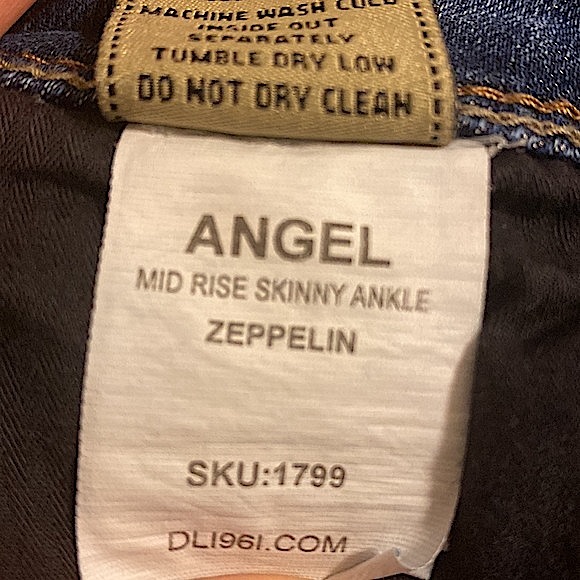 MACHINE WASH COLD
INSIDE OUT
SEPARATELY
TUMBLE DRY LOW
DO NOT DRY CLEAN
ANGEL
MID RISE SKINNY ANKLE
ZEPPELIN
SKU:1799
DL1961.COM